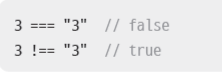 3 === "3"  // false
3 !== "3"  // true